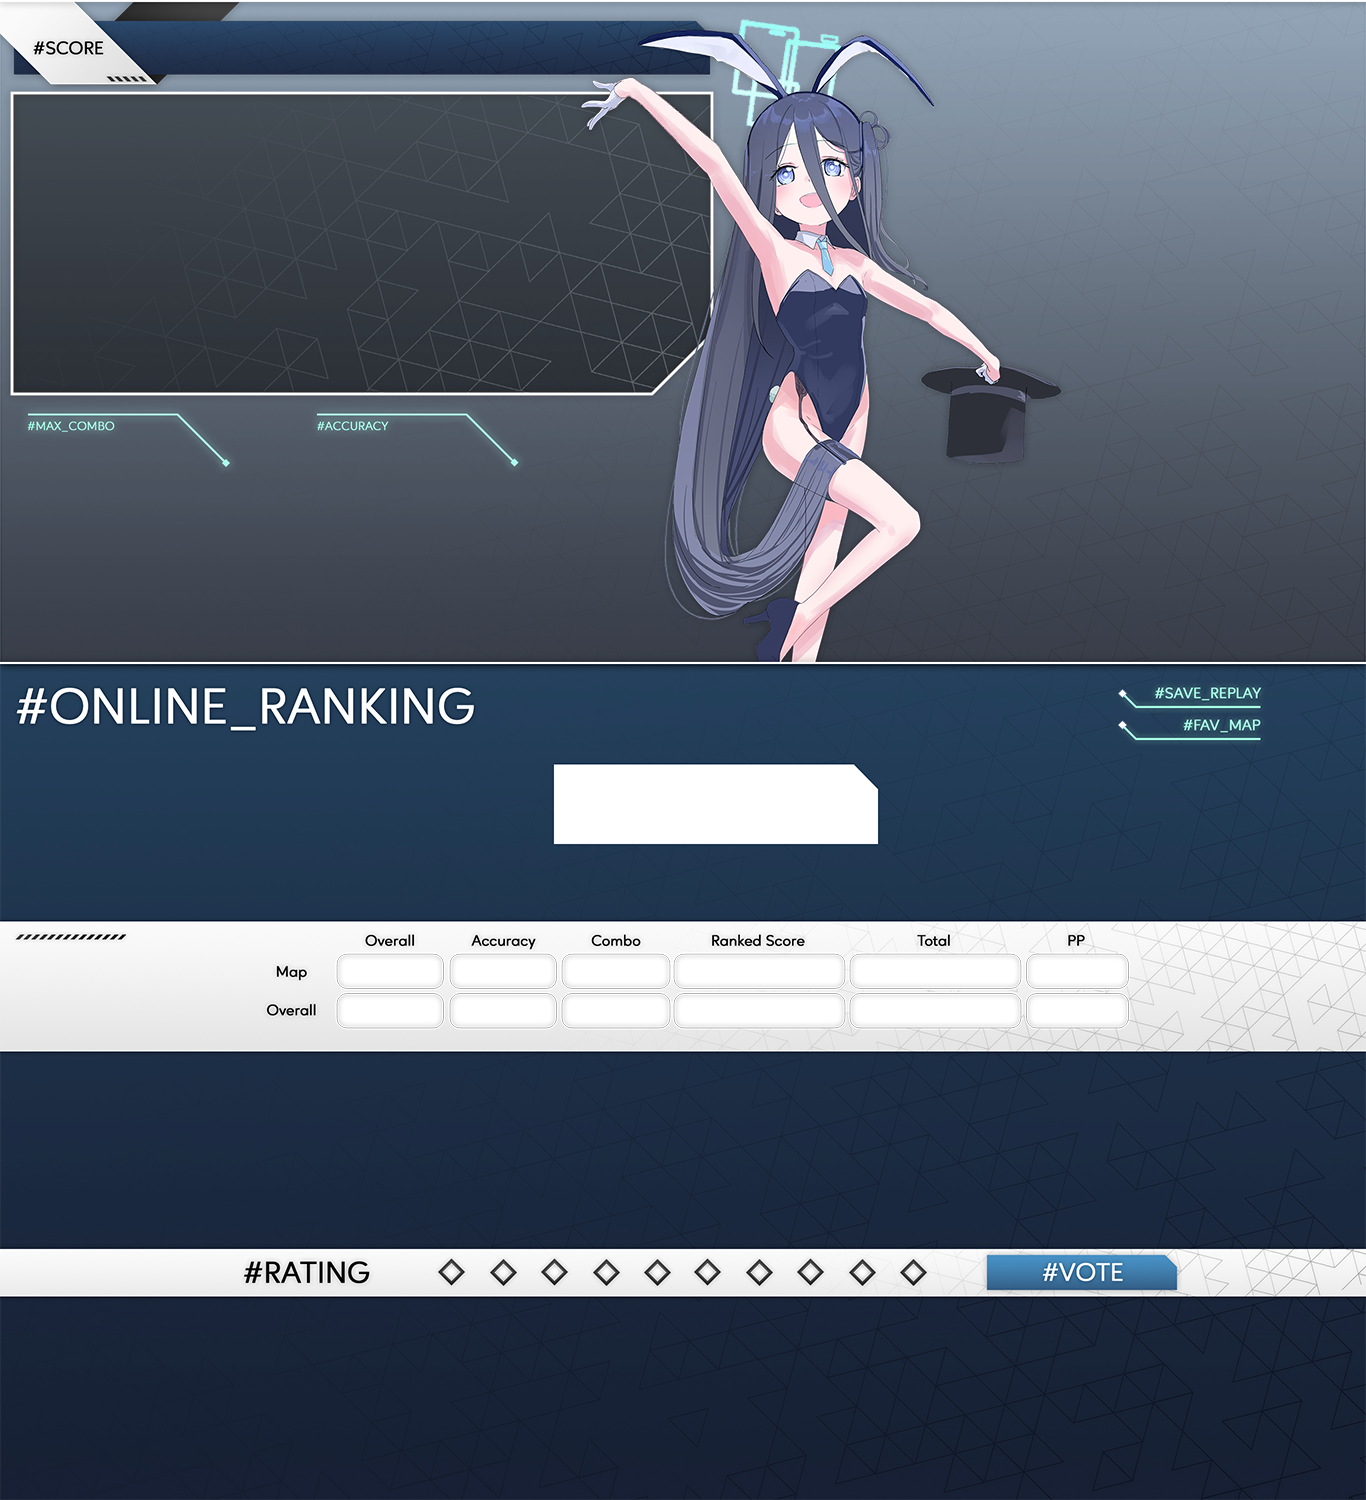 #SCORE
#MAX_COMBO
#ACCURACY
#ONLINE_RANKING
#SAVE_REPLAY
#FAV_MAP
Overall Accuracy Combo Ranked Score Total PP
Map
Overall
#RATING
#VOTE